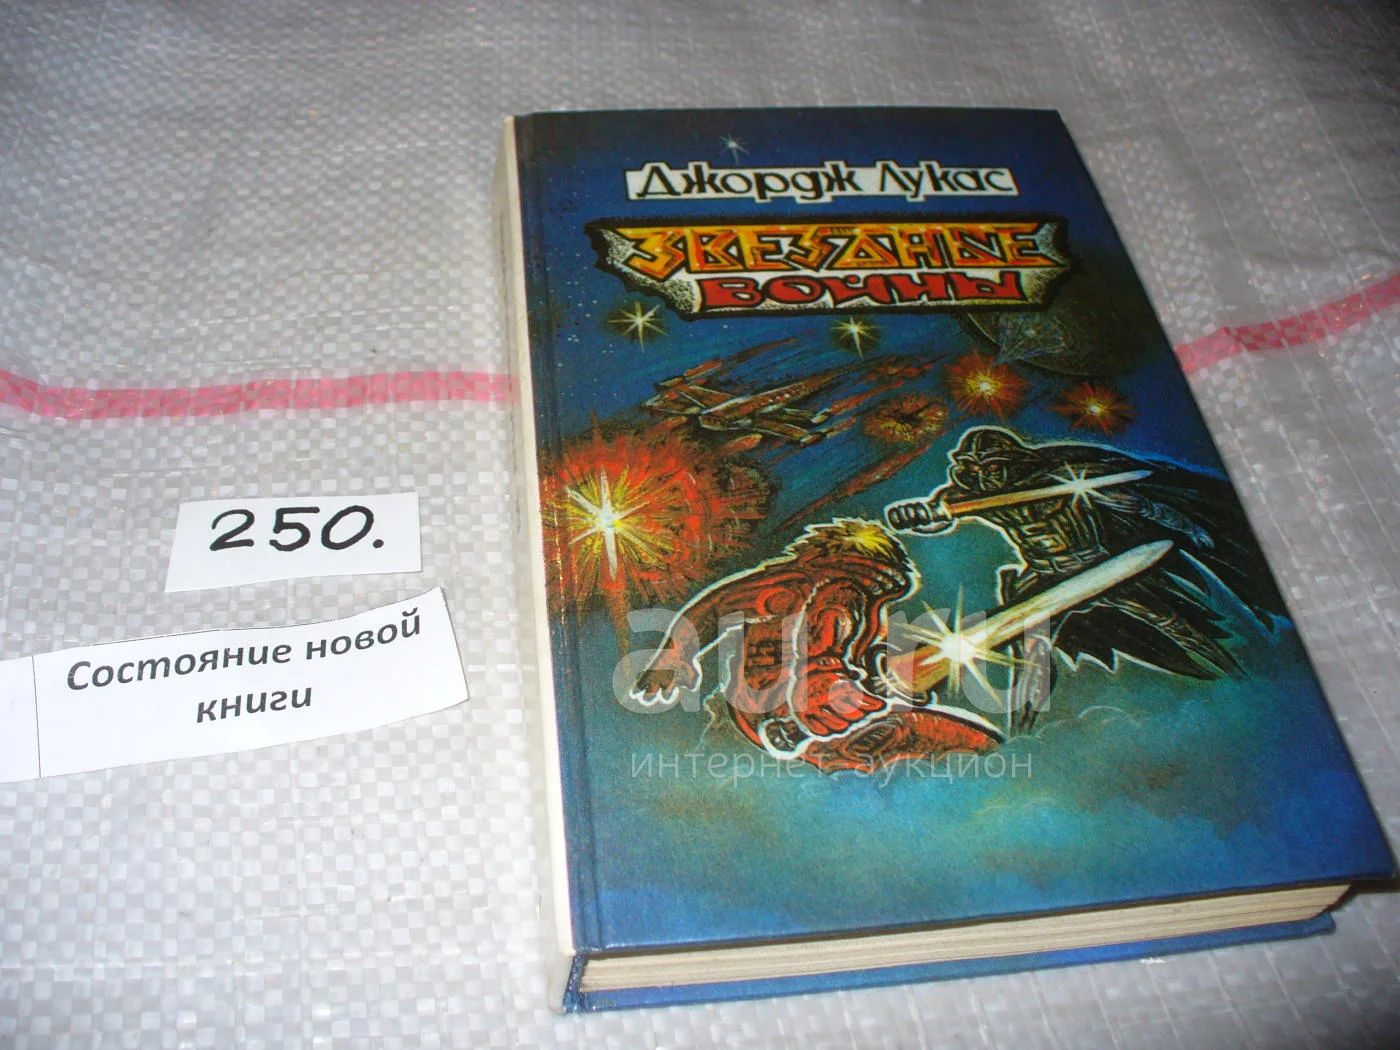 Джордж Лукас
ЗВЕЗДНЫЕ
ВОЙНЫ
250.
Состояние новой
книги
au.ru
интернет-аукцион